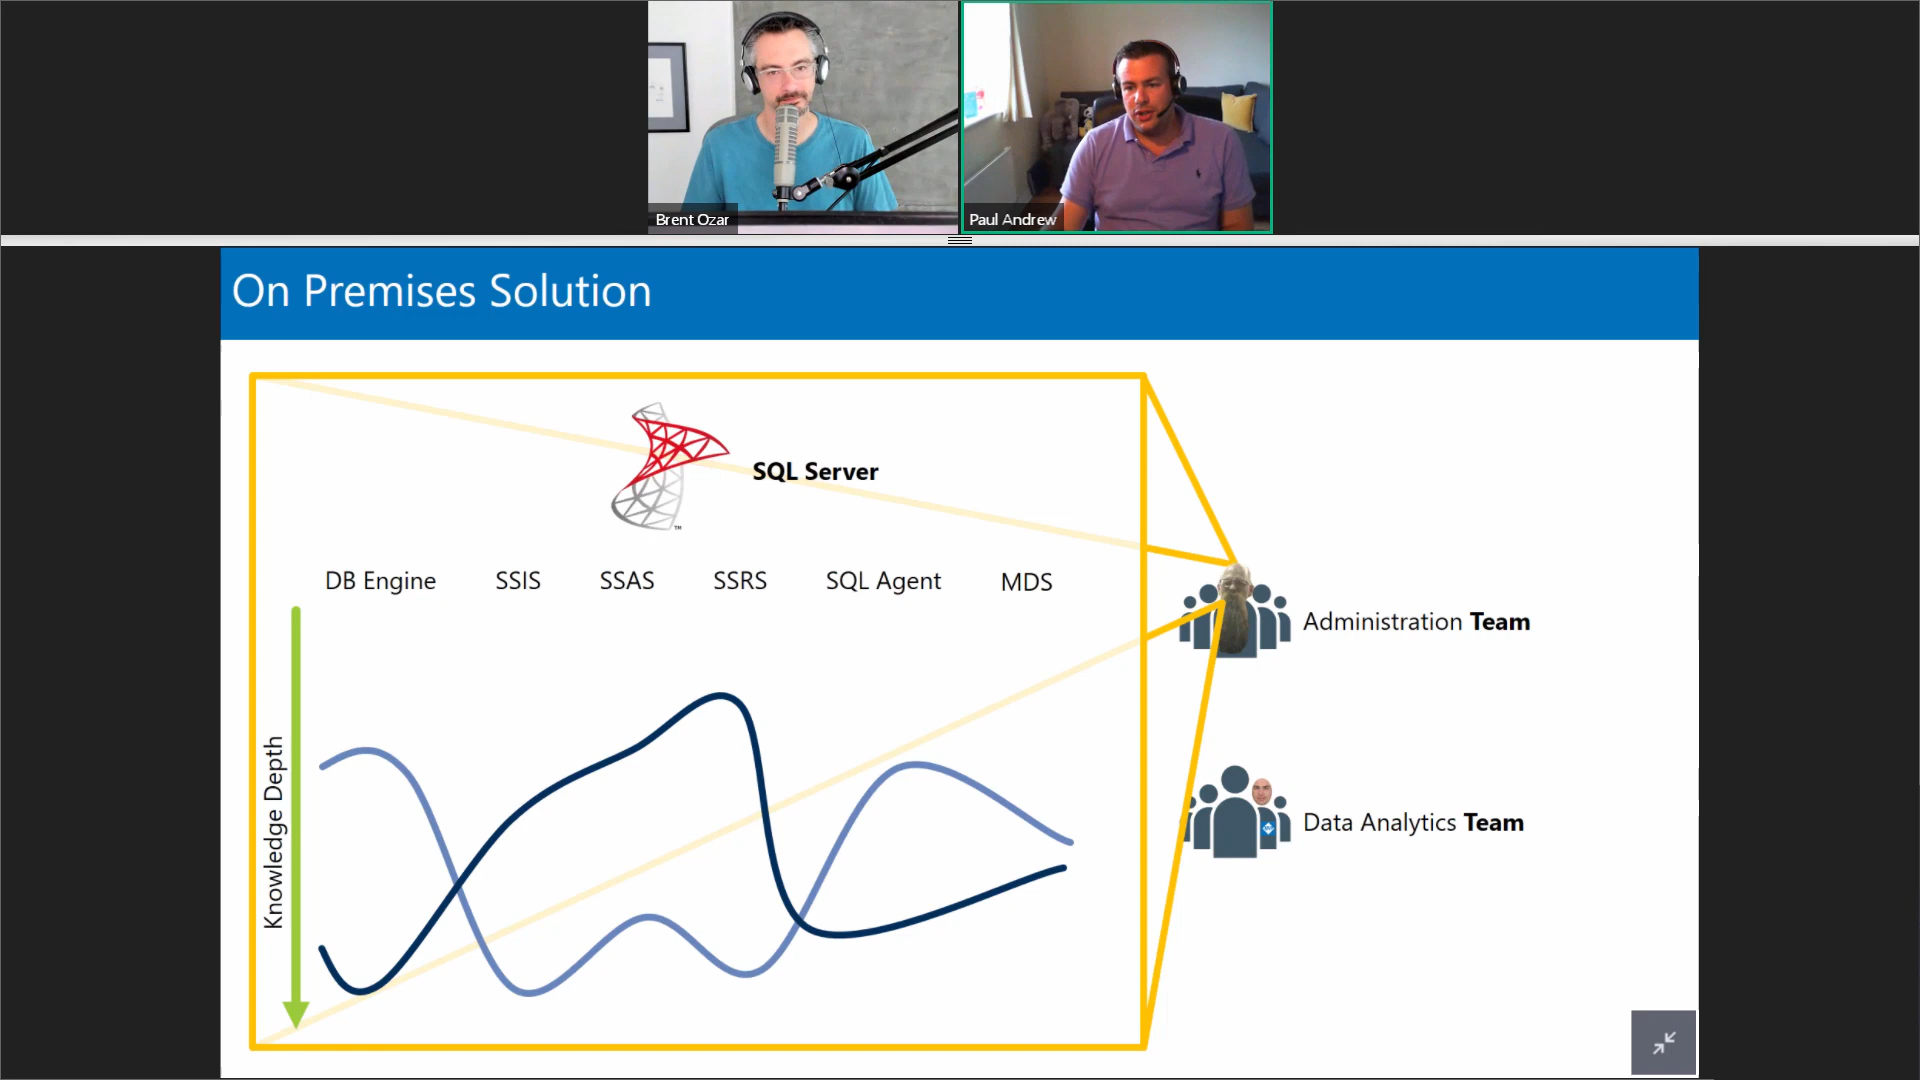 Brent Ozar
Paul Andrew
On Premises Solution
SQL Server
TM
DB Engine SSIS SSAS SSRS SQL Agent MDS
Knowledge Depth
Administration Team
Data Analytics Team